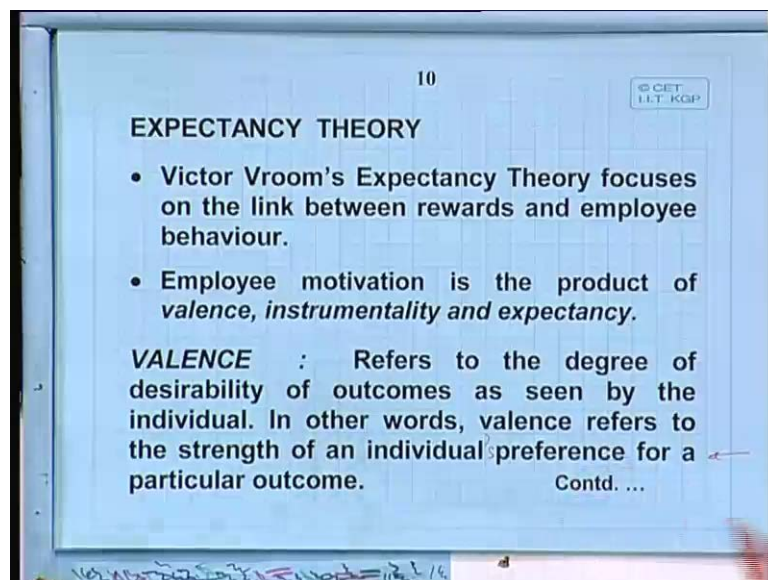 10
© CET
I.I.T. KGP
EXPECTANCY THEORY
• Victor Vroom's Expectancy Theory focuses
on the link between rewards and employee
behaviour.
• Employee motivation is the product of
valence, instrumentality and expectancy.
VALENCE : Refers to the degree of
desirability of outcomes as seen by the
individual. In other words, valence refers to
the strength of an individual's preference for a
particular outcome. Contd. ...